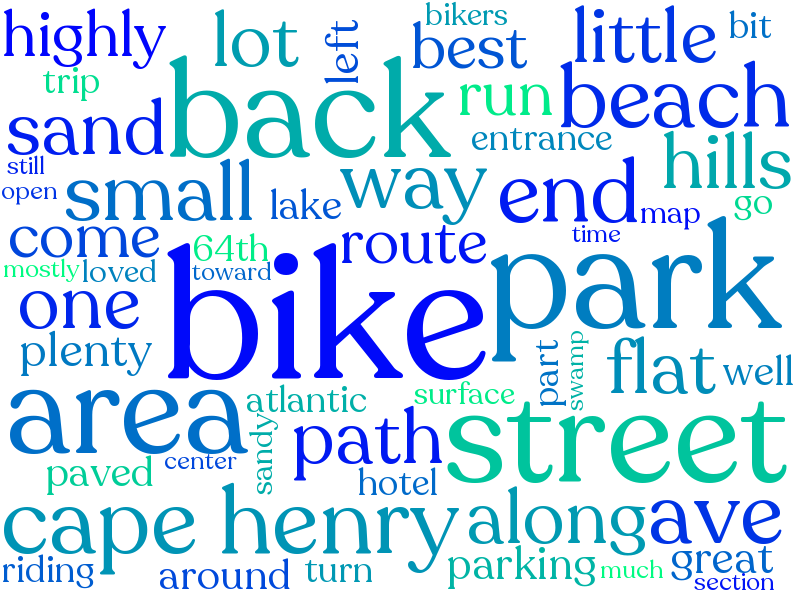 highly
lot
left
bikers
best
little
bit
trip
back
run
beach
sand
entrance
hills
still
open
small
lake
way
end
map
go
come
64th
route
time
mostly
loved
toward
bike
park
one
plenty
part
swamp
flat
well
area
atlantic
surface
street
sandy
path
paved
center
hotel
cape henry
along
ave
riding
around
turn
parking
much
great
section